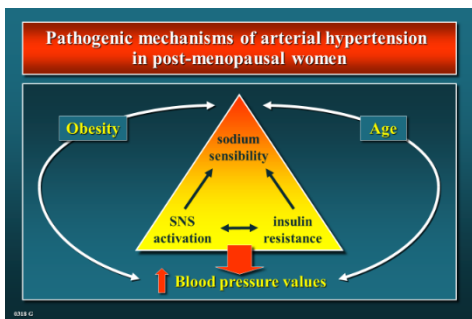 Pathogenic mechanisms of arterial hypertension
in post-menopausal women
Obesity
Age
sodium
sensibility
SNS
activation
insulin
resistance
Blood pressure values
0318 G